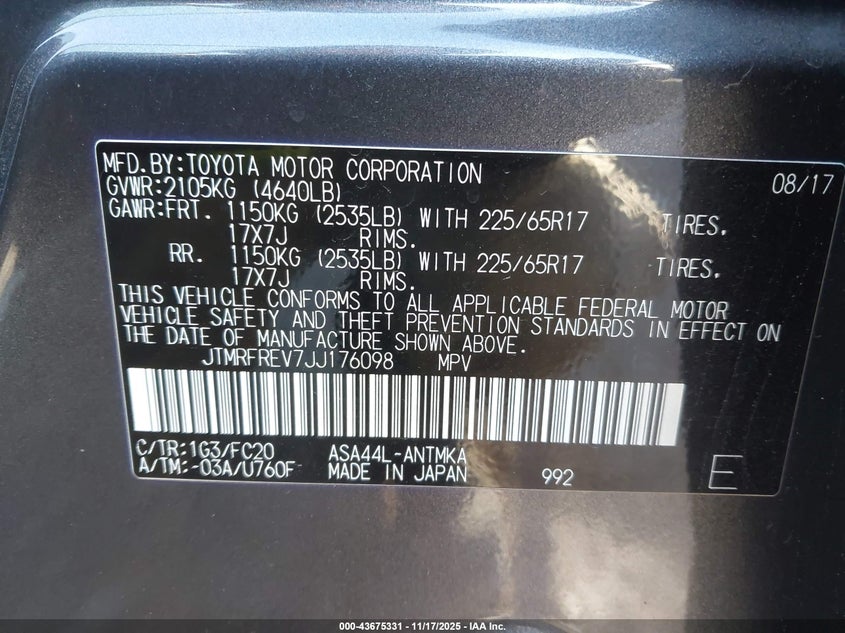 MFD.BY:TOYOTA MOTOR CORPORATION 08/17
GVWR:2105KG (4640LB)
GAWR:FRT. 1150KG (2535LB) WITH 225/65R17 TIRES.
17X7J RIMS.
RR. 1150KG (2535LB) WITH 225/65R17 TIRES.
17X7J RIMS.
THIS VEHICLE CONFORMS TO ALL APPLICABLE FEDERAL MOTOR
VEHICLE SAFETY AND THEFT PREVENTION STANDARDS IN EFFECT ON
THE DATE OF MANUFACTURE SHOWN ABOVE.
JTMRFREV7JJ176098 MPV
C/TR:1G3/FC20 ASA44L-ANTMKA
A/TM:-03A/U760F MADE IN JAPAN 992 E
000-43675331 - 11/17/2025 - IAA Inc.